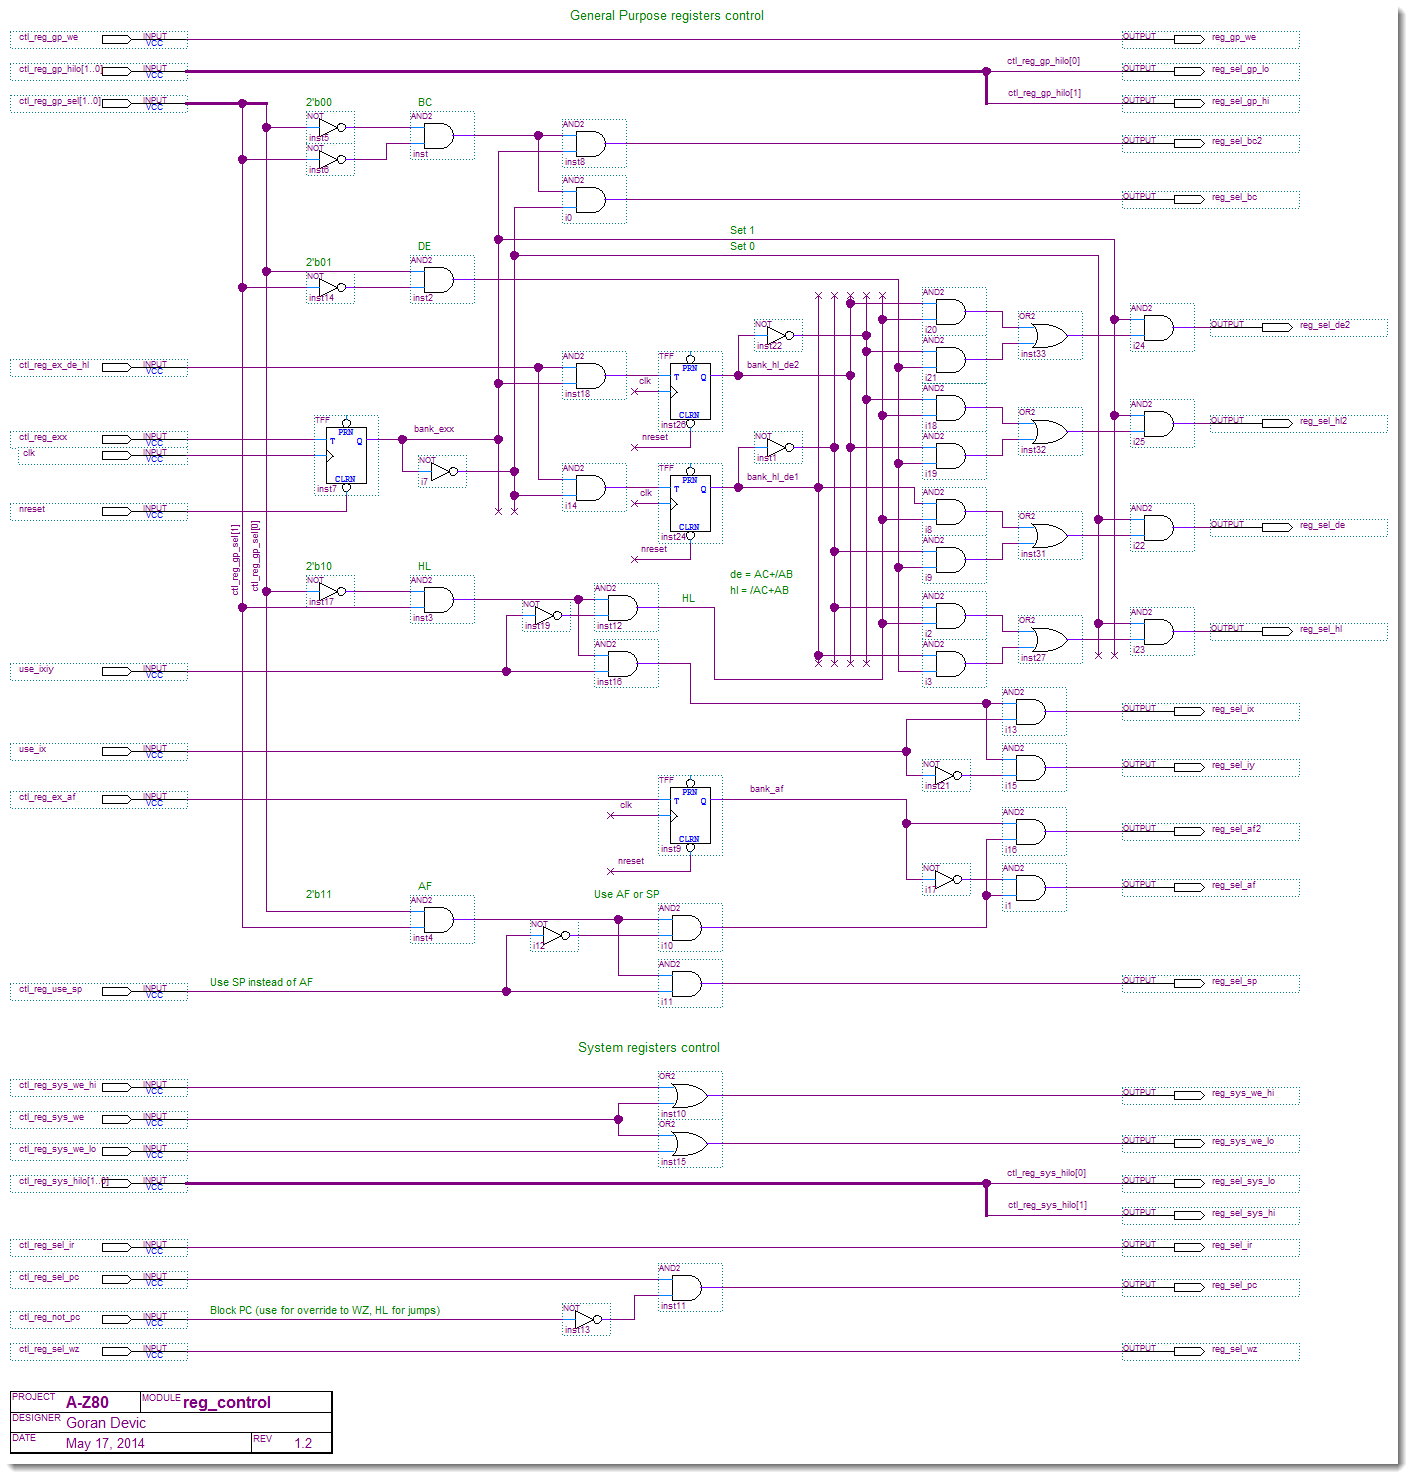 General Purpose registers control
ctl_reg_gp_we INPUT VCC OUTPUT reg_gp_we
ctl_reg_gp_hilo[1..0] INPUT VCC ctl_reg_gp_hilo[0] OUTPUT reg_sel_gp_lo
ctl_reg_gp_hilo[1] OUTPUT reg_sel_gp_hi
ctl_reg_gp_sel[1..0] INPUT VCC
2'b00 BC
NOT inst5 AND2 inst
NOT inst6
AND2 inst8 OUTPUT reg_sel_bc2
AND2 i0 OUTPUT reg_sel_bc
Set 1
Set 0
2'b01 DE
NOT inst14 AND2 inst2
AND2 i20
OR2 inst33
AND2 i24 OUTPUT reg_sel_de2
NOT inst22
AND2 i21
ctl_reg_ex_de_hl INPUT VCC
AND2 inst18
clk
TFF PRN T Q CLRN inst26
bank_hl_de2
nreset
AND2 i18
OR2 inst32
AND2 i25 OUTPUT reg_sel_hl2
AND2 i19
ctl_reg_exx INPUT VCC
clk INPUT VCC
TFF PRN T Q CLRN inst7
bank_exx
NOT i7
NOT inst1
AND2 i14
clk
TFF PRN T Q CLRN inst24
bank_hl_de1
nreset
nreset INPUT VCC
AND2 i8
OR2 inst31
AND2 i22 OUTPUT reg_sel_de
AND2 i9
ctl_reg_gp_sel[1]
ctl_reg_gp_sel[0]
de = AC+/AB
hl = /AC+AB
2'b10 HL
NOT inst17 AND2 inst3
NOT inst19 AND2 inst12 HL
AND2 i2
OR2 inst27
AND2 i23 OUTPUT reg_sel_hl
AND2 i3
use_ixiy INPUT VCC
AND2 inst16
AND2 i13 OUTPUT reg_sel_ix
use_ix INPUT VCC
NOT inst21 AND2 i15 OUTPUT reg_sel_iy
ctl_reg_ex_af INPUT VCC
clk
TFF PRN T Q CLRN inst9
bank_af
nreset
AND2 i16 OUTPUT reg_sel_af2
NOT i17 AND2 i1 OUTPUT reg_sel_af
2'b11 AF
AND2 inst4
Use AF or SP
NOT i12 AND2 i10
AND2 i11 OUTPUT reg_sel_sp
ctl_reg_use_sp INPUT VCC Use SP instead of AF
System registers control
ctl_reg_sys_we_hi INPUT VCC OR2 inst10 OUTPUT reg_sys_we_hi
ctl_reg_sys_we INPUT VCC
ctl_reg_sys_we_lo INPUT VCC OR2 inst15 OUTPUT reg_sys_we_lo
ctl_reg_sys_hilo[1..0] INPUT VCC ctl_reg_sys_hilo[0] OUTPUT reg_sel_sys_lo
ctl_reg_sys_hilo[1] OUTPUT reg_sel_sys_hi
ctl_reg_sel_ir INPUT VCC OUTPUT reg_sel_ir
ctl_reg_sel_pc INPUT VCC AND2 inst11 OUTPUT reg_sel_pc
ctl_reg_not_pc INPUT VCC Block PC (use for override to WZ, HL for jumps) NOT inst13
ctl_reg_sel_wz INPUT VCC OUTPUT reg_sel_wz
PROJECT A-Z80 MODULE reg_control
DESIGNER Goran Devic
DATE May 17, 2014 REV 1.2